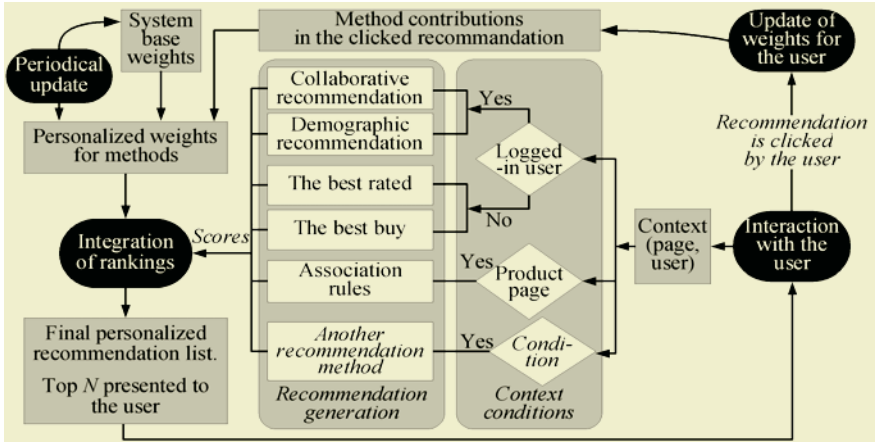 System
base
weights
Periodical
update
Method contributions
in the clicked recommandation
Update of
weights for
the user
Personalized weights
for methods
Collaborative
recommendation
Demographic
recommendation
Yes
Logged
-in user
No
The best rated
The best buy
Recommendation
is clicked
by the user
Integration
of rankings
Scores
Association
rules
Yes
Product
page
Context
(page,
user)
Interaction
with the
user
Another
recommendation
method
Yes
Condi-
tion
Final personalized
recommendation list.
Top N presented to
the user
Recommendation
generation
Context
conditions